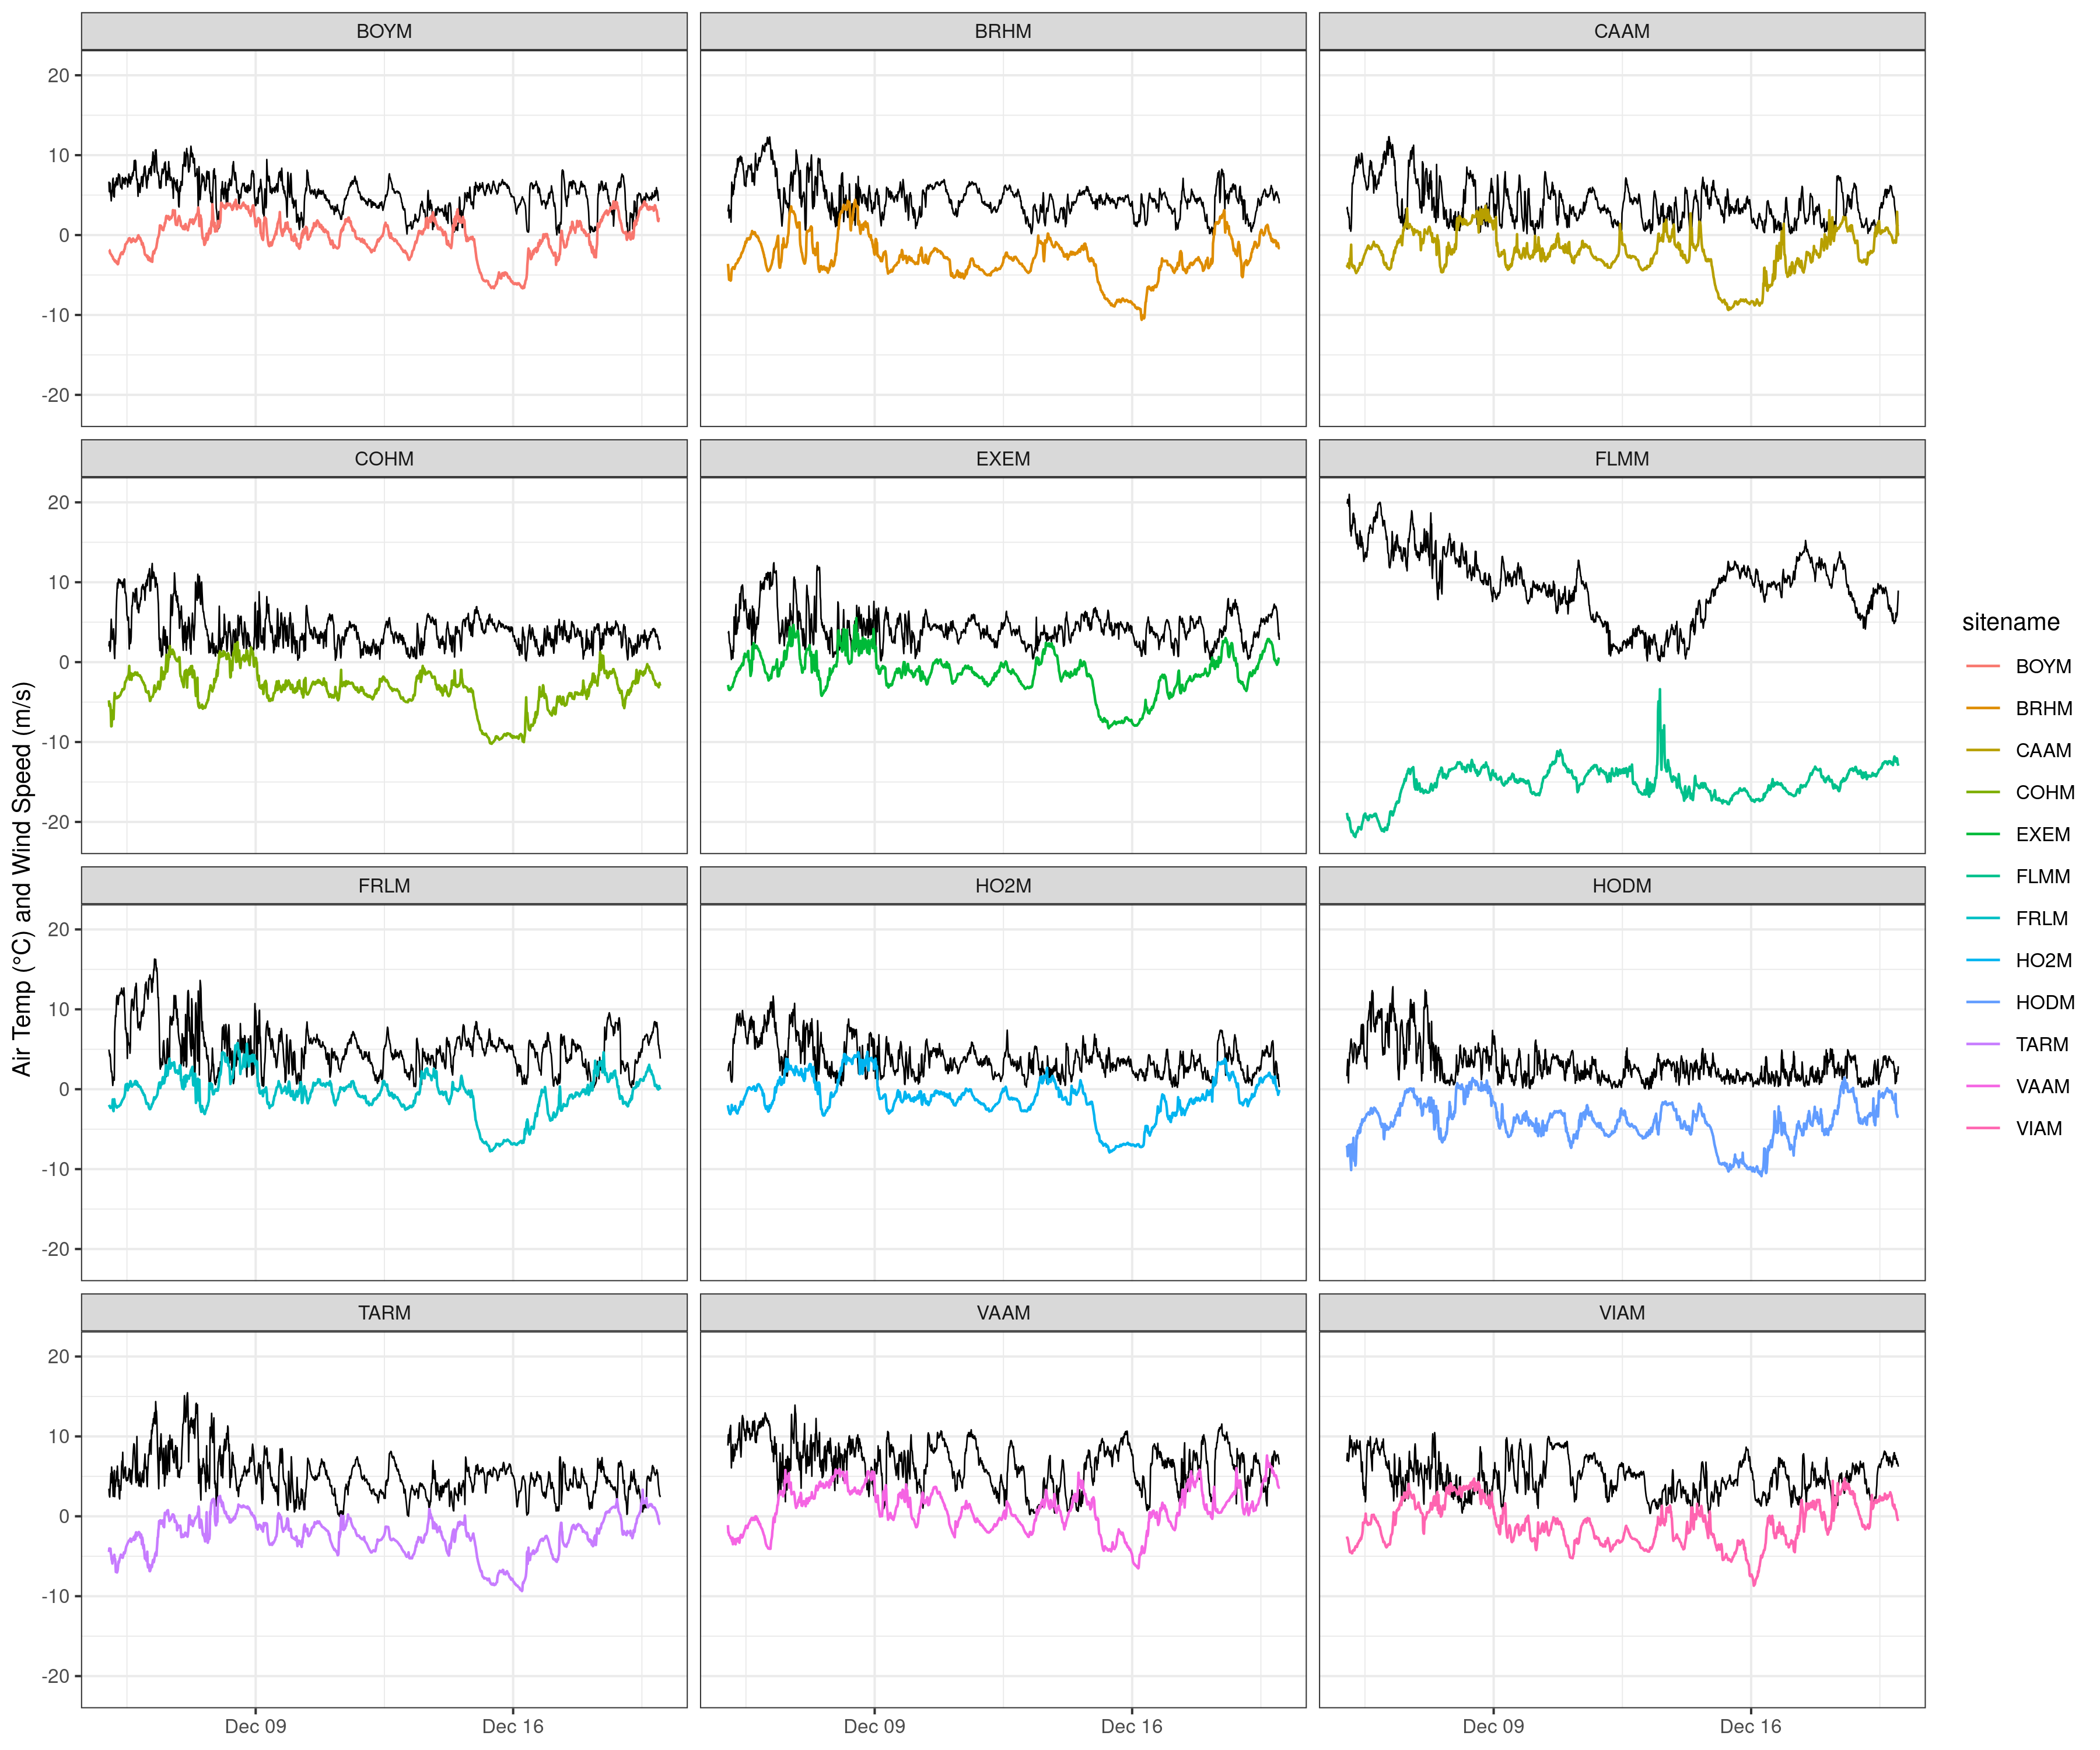 BOYM BRHM CAAM
20
10
0
-10
-20
COHM EXEM FLMM
20
10
0
-10
-20
FRLM HO2M HODM
20
10
0
-10
-20
TARM VAAM VIAM
20
10
0
-10
-20
Dec 09 Dec 16 Dec 09 Dec 16 Dec 09 Dec 16
Air Temp (°C) and Wind Speed (m/s)
sitename
BOYM
BRHM
CAAM
COHM
EXEM
FLMM
FRLM
HO2M
HODM
TARM
VAAM
VIAM